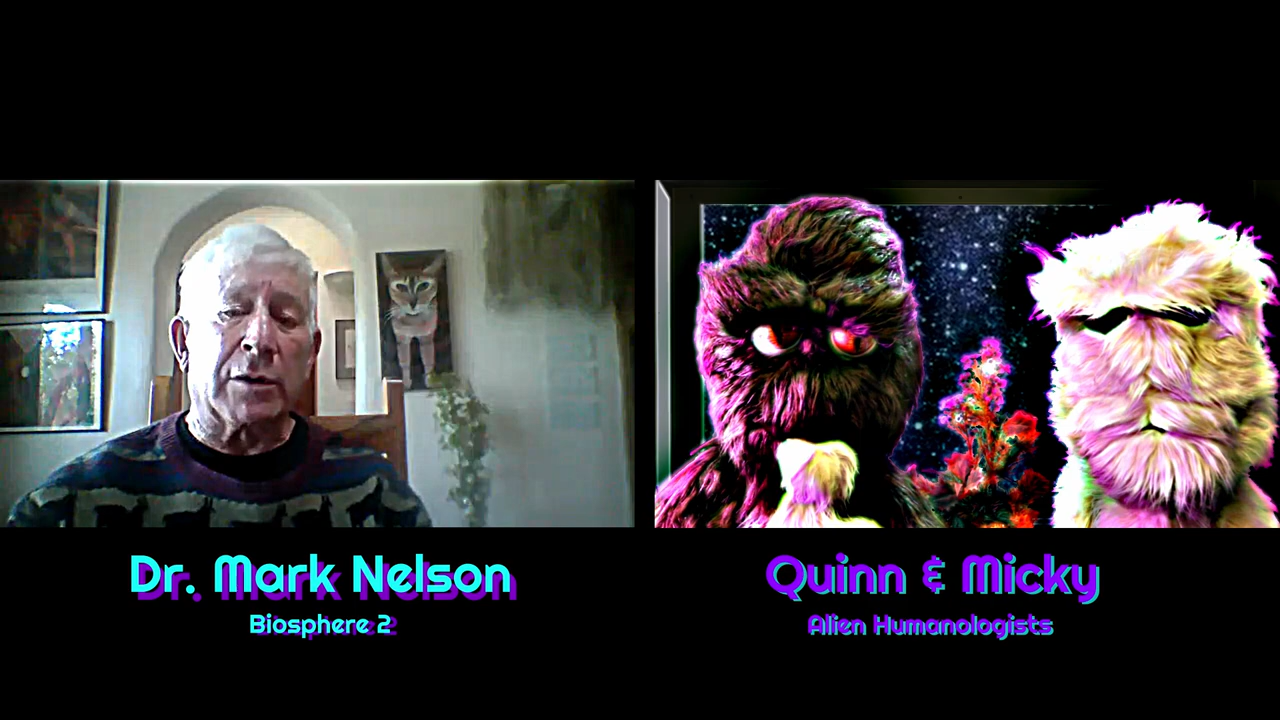 Dr. Mark Nelson
Biosphere 2
Quinn & Micky
Alien Humanologists